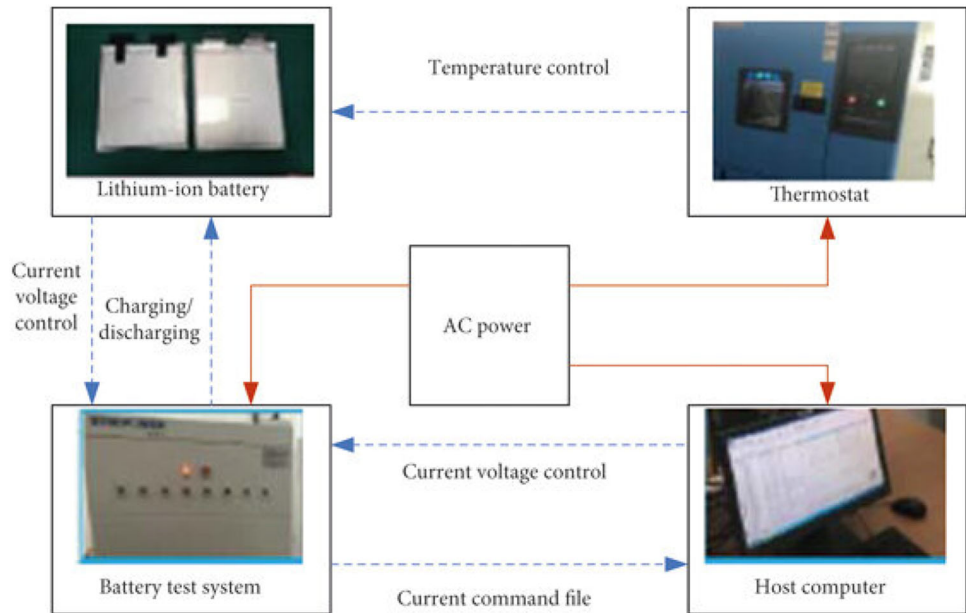 Temperature control
Lithium-ion battery
Thermostat
Current
voltage
control
Charging/
discharging
AC power
Current voltage control
Battery test system
Host computer
Current command file